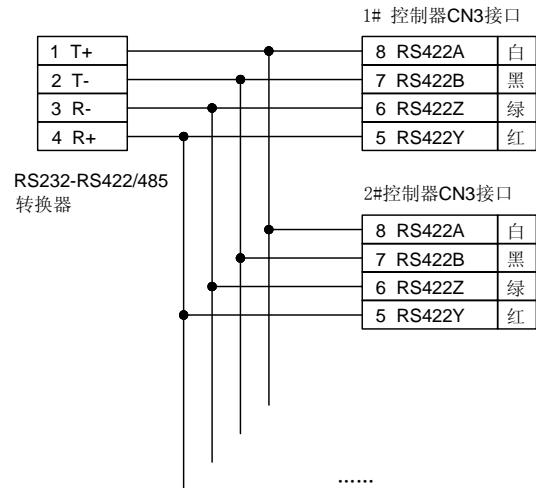 1# 控制器CN3接口
1 T+
2 T-
3 R-
4 R+
8 RS422A 白
7 RS422B 黑
6 RS422Z 绿
5 RS422Y 红
RS232-RS422/485
转换器
2#控制器CN3接口
8 RS422A 白
7 RS422B 黑
6 RS422Z 绿
5 RS422Y 红
......